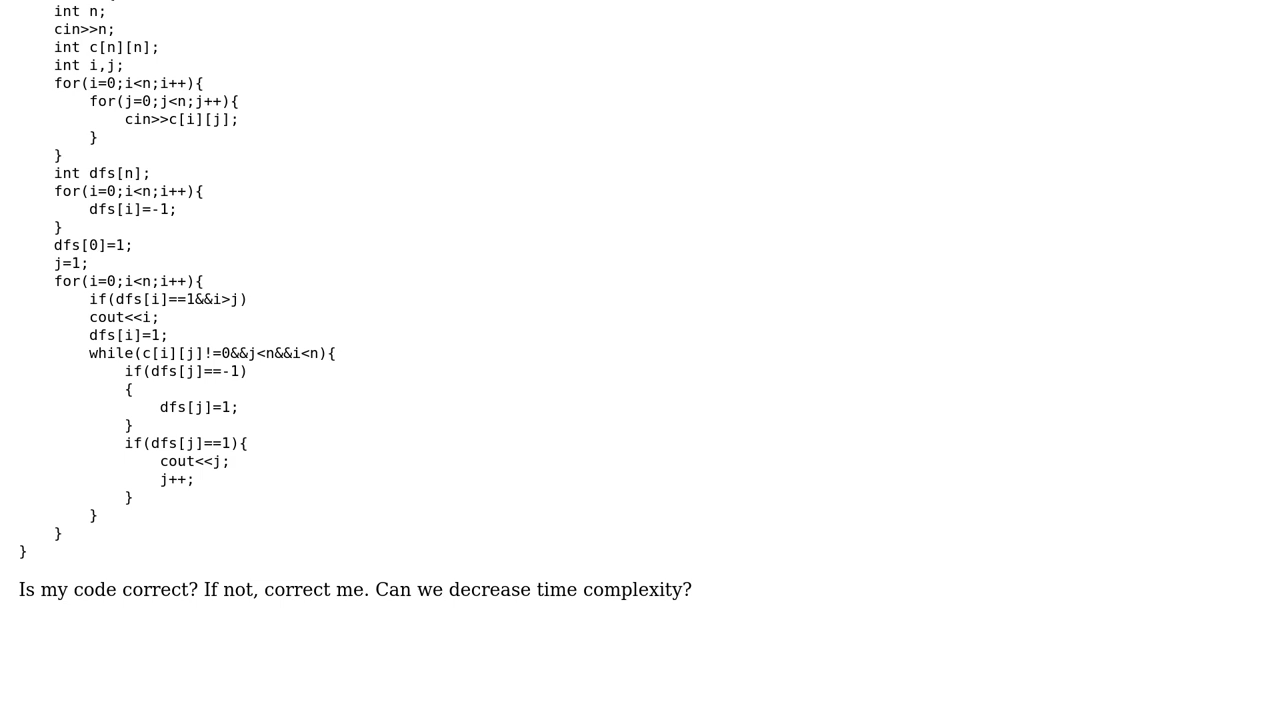 int n;
    cin>>n;
    int c[n][n];
    int i,j;
    for(i=0;i<n;i++){
        for(j=0;j<n;j++){
            cin>>c[i][j];
        }
    }
    int dfs[n];
    for(i=0;i<n;i++){
        dfs[i]=-1;
    }
    dfs[0]=1;
    j=1;
    for(i=0;i<n;i++){
        if(dfs[i]==1&&i>j)
        cout<<i;
        dfs[i]=1;
        while(c[i][j]!=0&&j<n&&i<n){
            if(dfs[j]==-1)
            {
                dfs[j]=1;
            }
            if(dfs[j]==1){
                cout<<j;
                j++;
            }
        }
    }
}
Is my code correct? If not, correct me. Can we decrease time complexity?